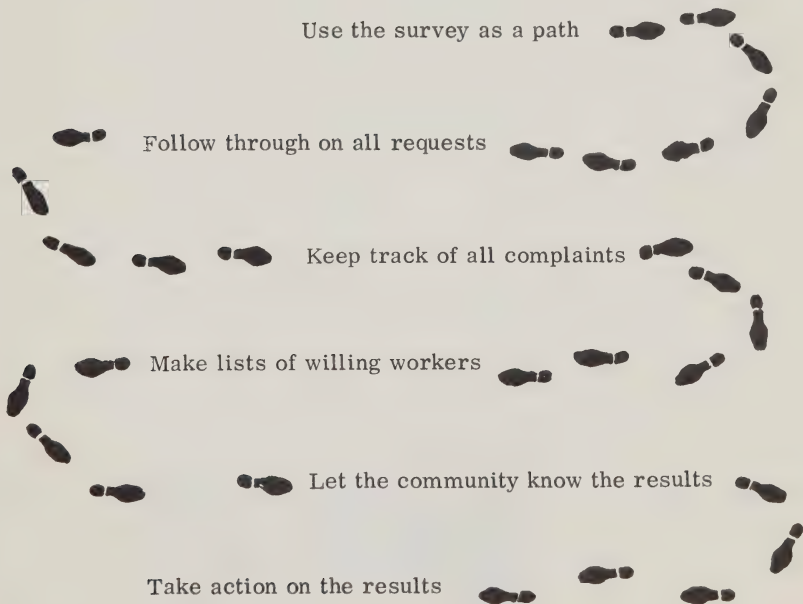 Use the survey as a path
Follow through on all requests
Keep track of all complaints
Make lists of willing workers
Let the community know the results
Take action on the results